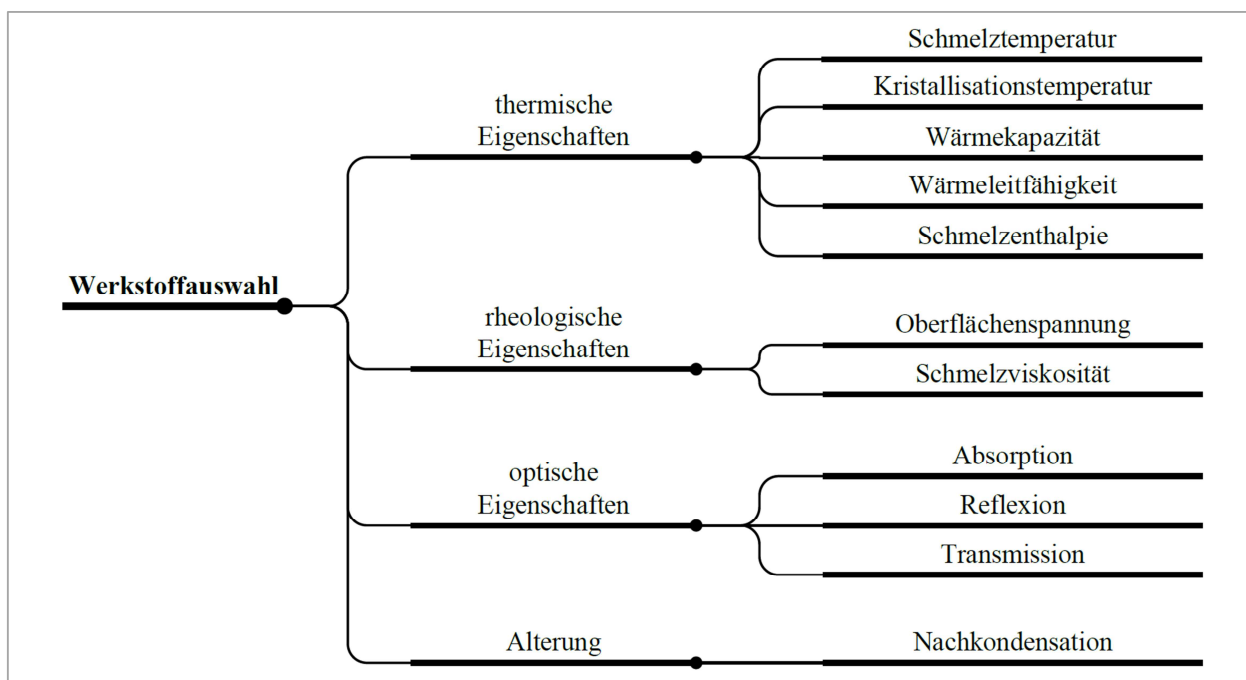 Werkstoffauswahl
thermische
Eigenschaften
Schmelztemperatur
Kristallisationstemperatur
Wärmekapazität
Wärmeleitfähigkeit
Schmelzenthalpie
rheologische
Eigenschaften
Oberflächenspannung
Schmelzviskosität
optische
Eigenschaften
Absorption
Reflexion
Transmission
Alterung
Nachkondensation